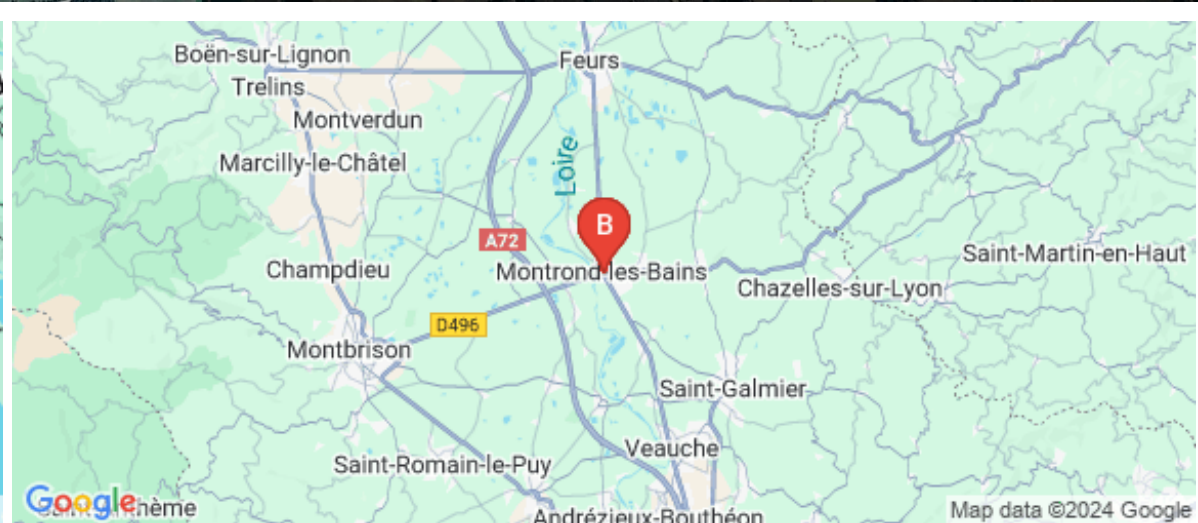 Boën-sur-Lignon
Feurs
Trelins
Montverdun
Marcilly-le-Châtel
Loire
B
A72
Champdieu
Montrond-les-Bains
Saint-Martin-en-Haut
Chazelles-sur-Lyon
D496
Montbrison
Saint-Galmier
Veauche
Saint-Romain-le-Puy
Google
Andrézieux-Bouthéon
Map data ©2024 Google